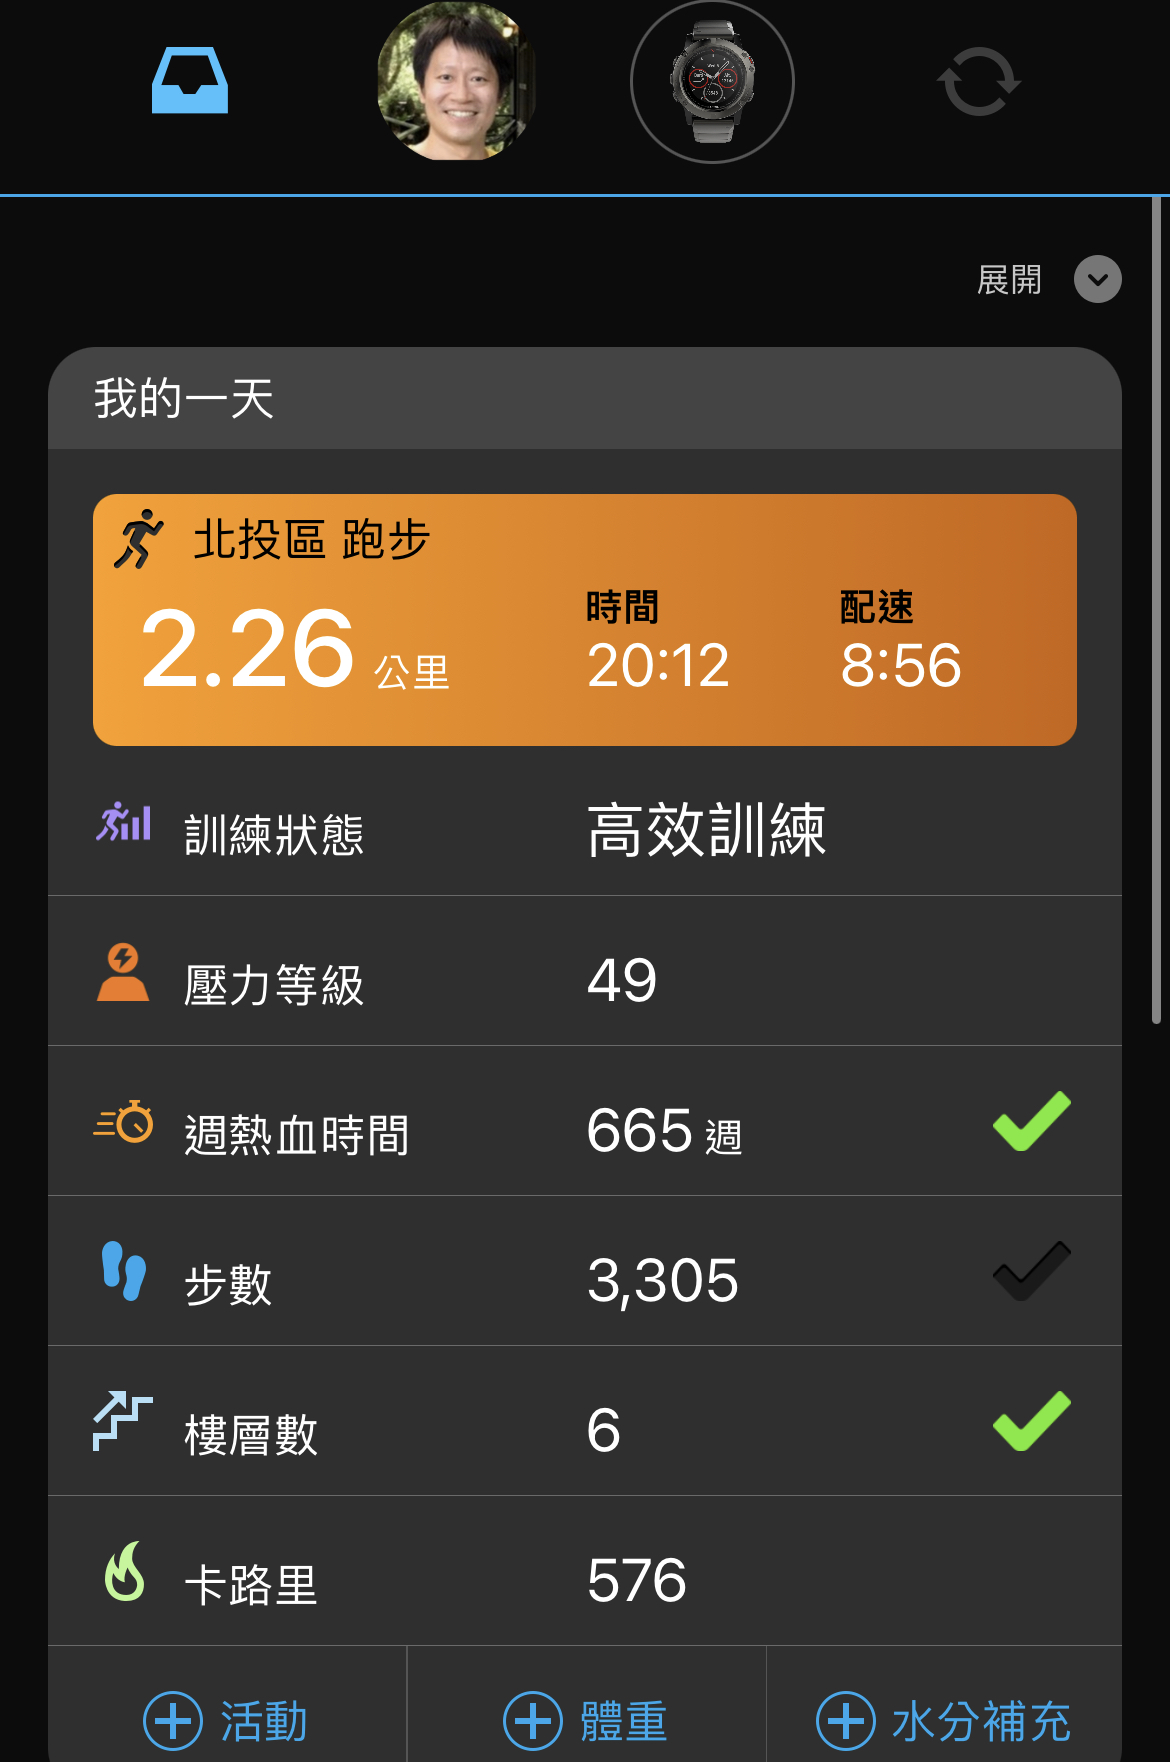 展開
我的一天
北投區 跑步
時間 配速
2.26 公里 20:12 8:56
訓練狀態 高效訓練
壓力等級 49
週熱血時間 665 週
步數 3,305
樓層數 6
卡路里 576
活動 體重 水分補充